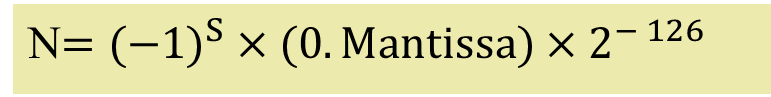 N= (−1)^S × (0. Mantissa) × 2^− 126